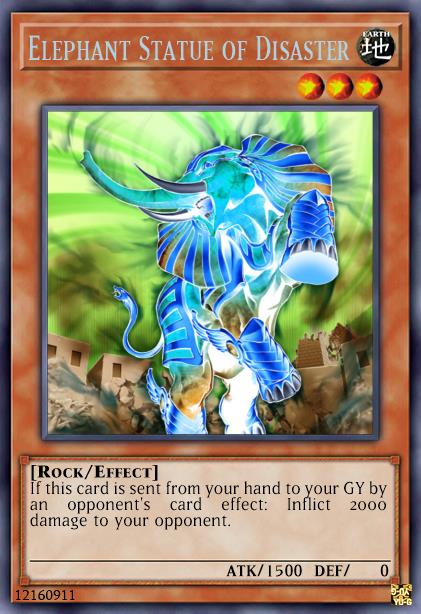 ELEPHANT STATUE OF DISASTER
EARTH
地
[ROCK/EFFECT]
If this card is sent from your hand to your GY by
an opponent's card effect: Inflict 2000
damage to your opponent.
ATK/1500 DEF/ 0
12160911